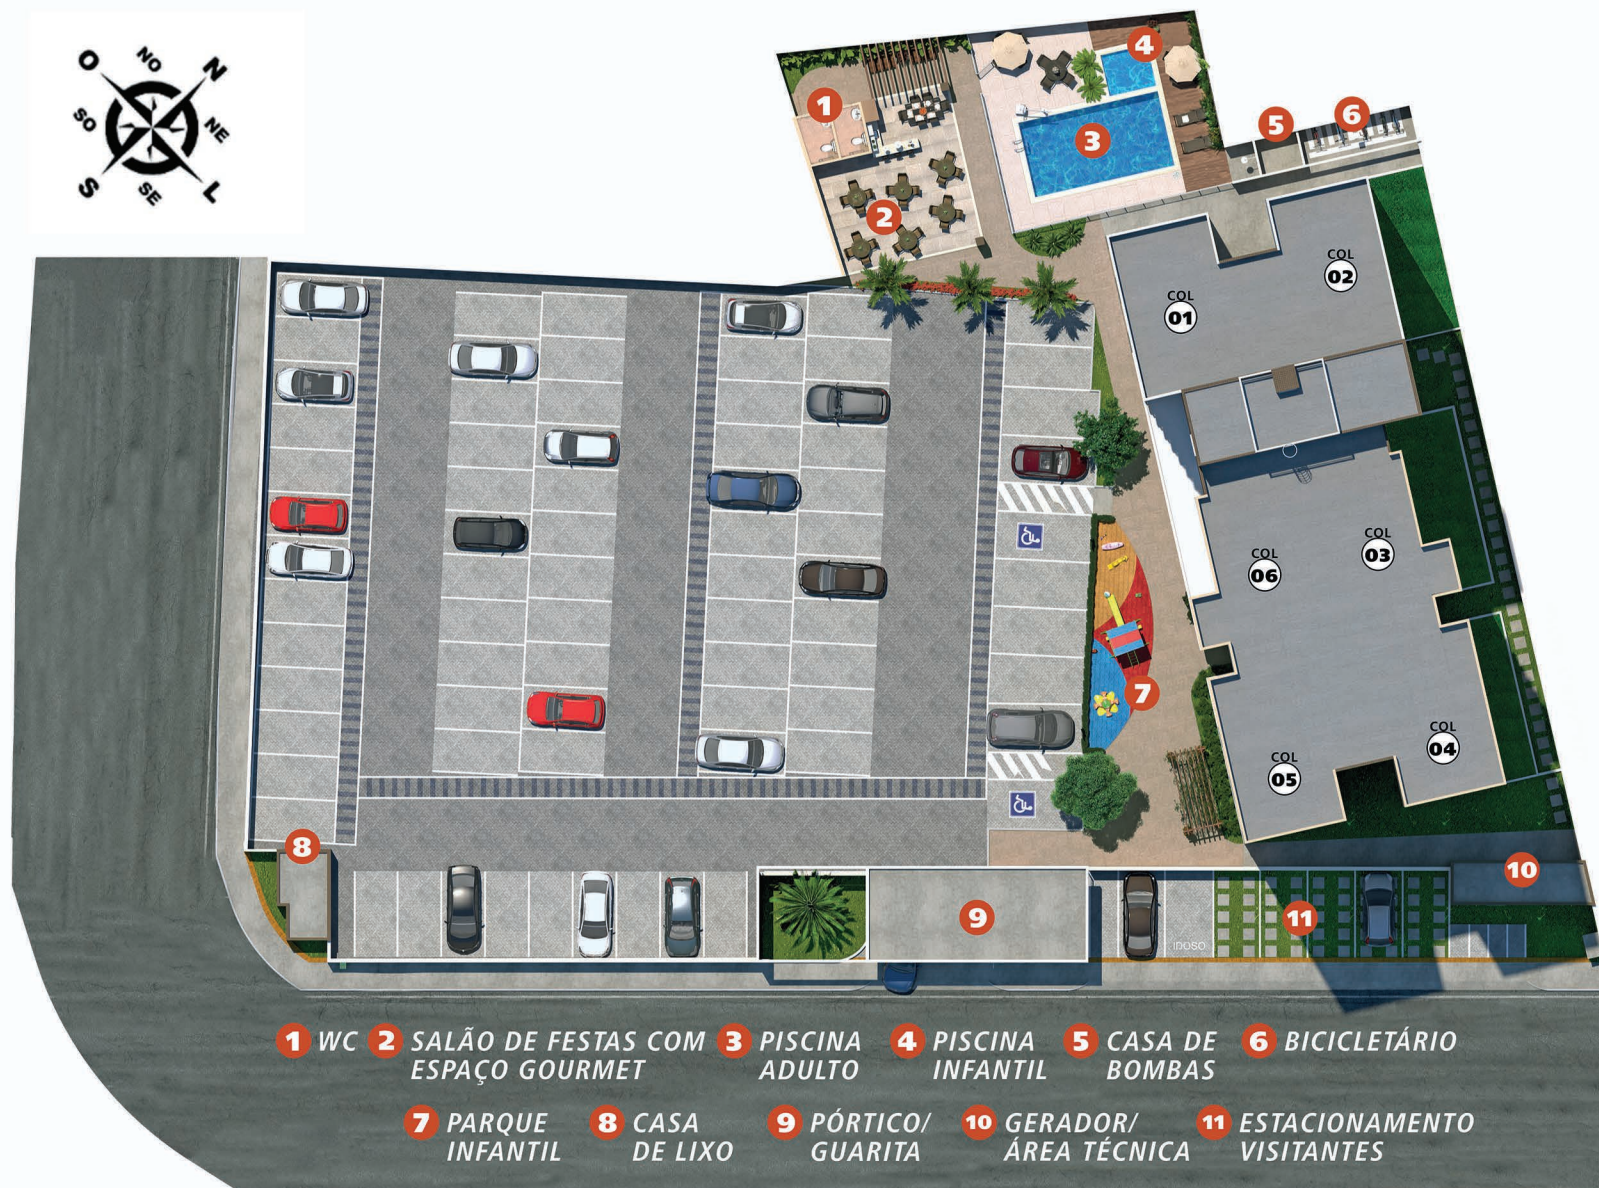 NO
O
N
SO
NE
S
L
SE
4
1
5
6
3
2
COL
02
COL
01
COL
03
COL
06
7
COL
04
COL
05
8
10
9
11
IDOSO
1 WC
2 SALÃO DE FESTAS COM
ESPAÇO GOURMET
3 PISCINA
ADULTO
4 PISCINA
INFANTIL
5 CASA DE
BOMBAS
6 BICICLETÁRIO
7 PARQUE
INFANTIL
8 CASA
DE LIXO
9 PÓRTICO/
GUARITA
10 GERADOR/
ÁREA TÉCNICA
11 ESTACIONAMENTO
VISITANTES